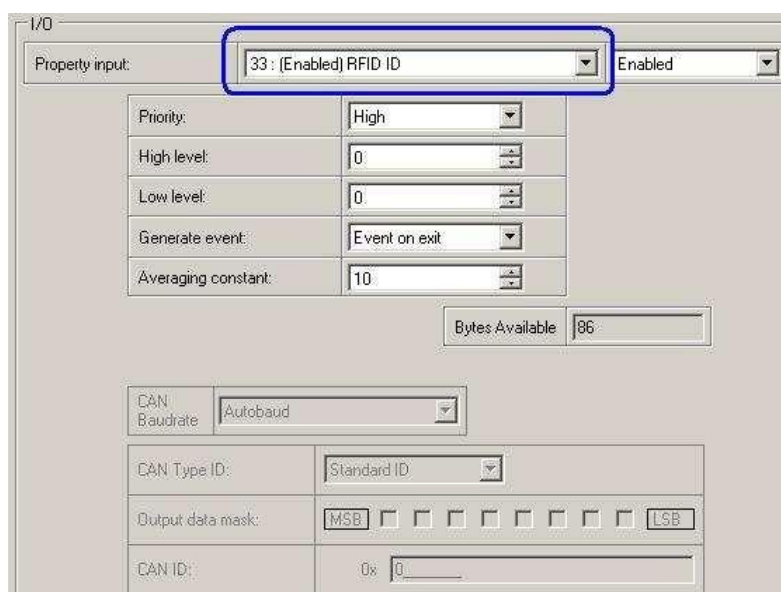 I/O
Property input: 33 : (Enabled) RFID ID Enabled
Priority: High
High level: 0
Low level: 0
Generate event: Event on exit
Averaging constant: 10
Bytes Available 86
CAN
Baudrate Autobaud
CAN Type ID: Standard ID
Output data mask: MSB LSB
CAN ID: 0x 0______